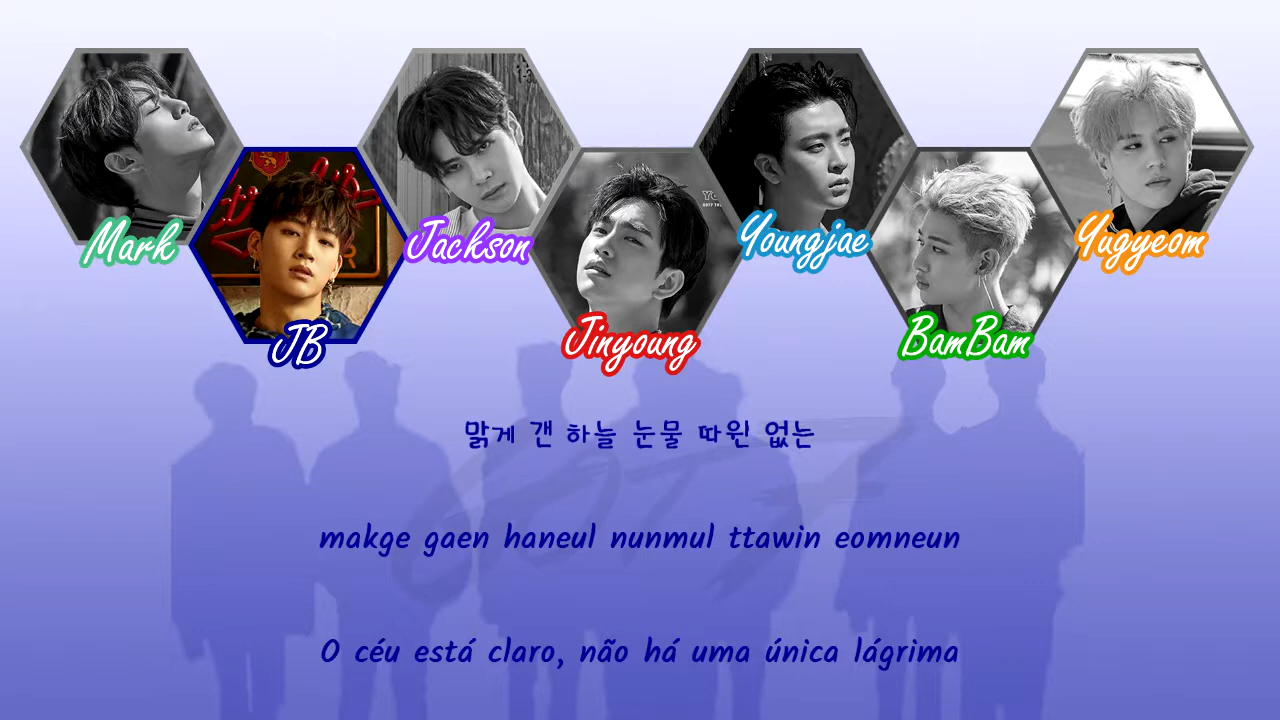 Mark
JB
Jackson
Jinyoung
Youngjae
BamBam
Yugyeom
맑게 갠 하늘 눈물 따윈 없는
makge gaen haneul nunmul ttawin eomneun
O céu está claro, não há uma única lágrima